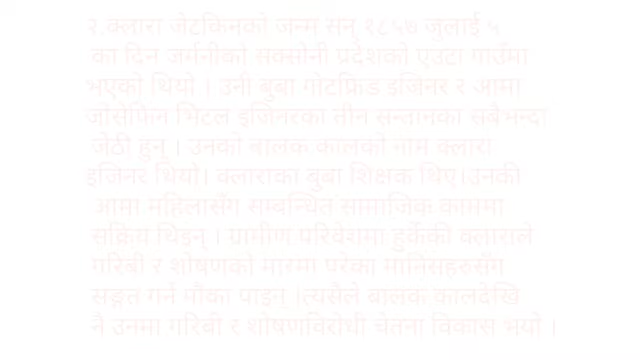 २.क्लारा जेटकिनको जन्म सन् १८५७ जुलाई ५
का दिन जर्मनीको सक्सोनी प्रदेशको एउटा गाउँमा
भएको थियो । उनी बुबा गोटफ्रिड इजिनर र आमा
जोसेफिन भिटल इजिनरका तीन सन्तानका सबैभन्दा
जेठी हुन् । उनको बालक कालको नाम क्लारा
इजिनर थियो। क्लाराका बुबा शिक्षक थिए।उनकी
आमा महिलासँग सम्बन्धित सामाजिक काममा
सक्रिय थिइन् । ग्रामीण परिवेशमा हुर्केकी क्लाराले
गरिबी र शोषणको मारमा परेका मानिसहरुसँग
सङ्गत गर्ने मौका पाइन् ।त्यसैले बालक कालदेखि
नै उनमा गरिबी र शोषणविरोधी चेतना विकास भयो ।